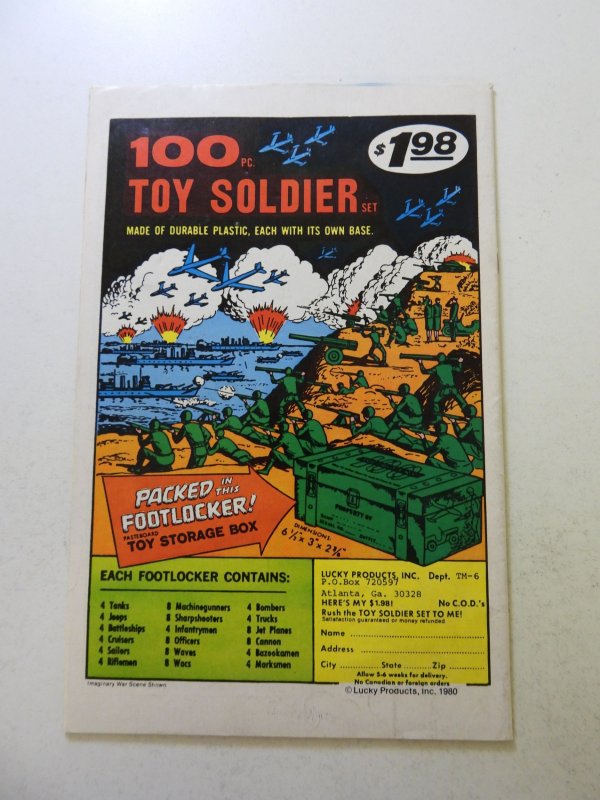 100 PC.
$1.98
TOY SOLDIER SET
MADE OF DURABLE PLASTIC, EACH WITH ITS OWN BASE.
PACKED IN THIS
FOOTLOCKER!
PASTEBOARD
TOY STORAGE BOX
DIMENSIONS:
PROPERTY OF
EACH FOOTLOCKER CONTAINS:
4 Tanks
4 Jeeps
4 Battleships
4 Cruisers
4 Sailors
4 Riflemen
8 Machinegunners
8 Sharpshooters
4 Infantrymen
8 Officers
8 Waves
8 Wacs
4 Bombers
4 Trucks
8 Jet Planes
8 Cannon
4 Bazookamen
4 Marksmen
LUCKY PRODUCTS, INC. Dept. TM-6
P.O.Box 720597
Atlanta, Ga. 30328
HERE'S MY $1.98! No C.O.D.'s
Rush the TOY SOLDIER SET TO ME!
Satisfaction guaranteed or money refunded
Name
Address
City State Zip
Allow 5-6 weeks for delivery.
No Canadian or foreign orders
Imaginary War Scene Shown
©Lucky Products, Inc. 1980